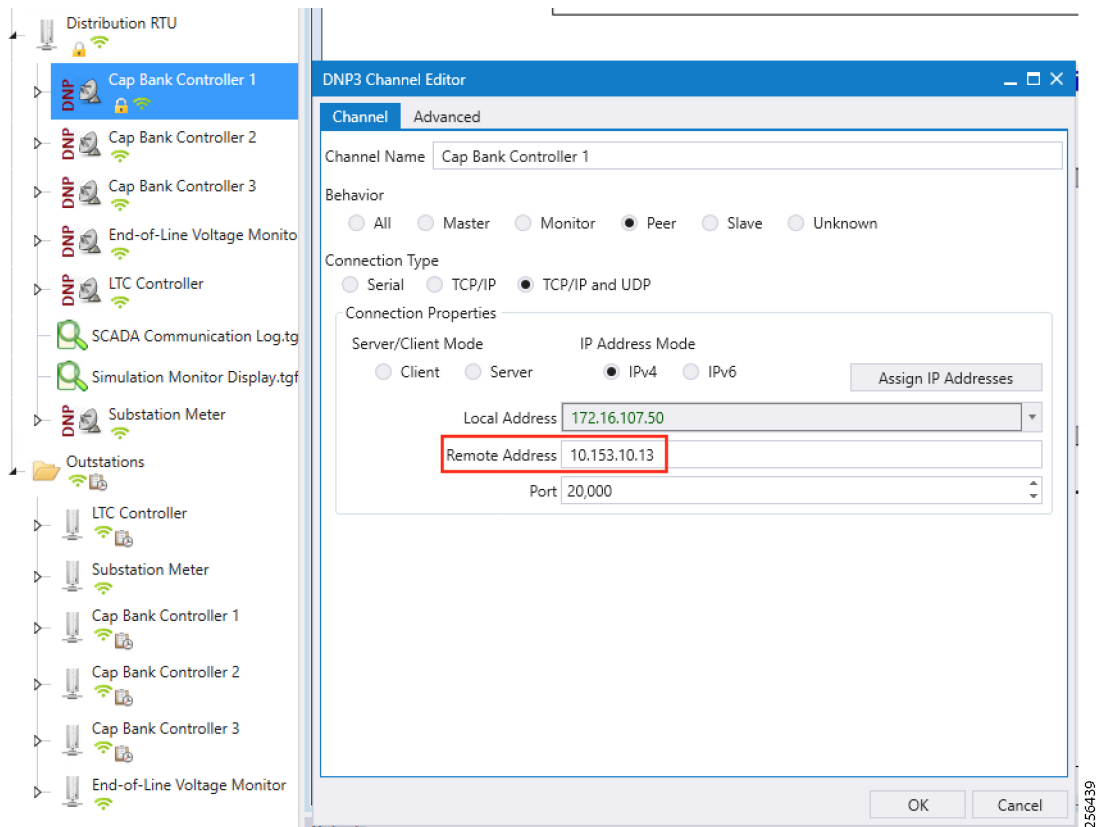 Distribution RTU
DNP Cap Bank Controller 1
DNP Cap Bank Controller 2
DNP Cap Bank Controller 3
DNP End-of-Line Voltage Monito
DNP LTC Controller
SCADA Communication Log.tg
Simulation Monitor Display.tgf
DNP Substation Meter
Outstations
LTC Controller
Substation Meter
Cap Bank Controller 1
Cap Bank Controller 2
Cap Bank Controller 3
End-of-Line Voltage Monitor
DNP3 Channel Editor
Channel Advanced
Channel Name Cap Bank Controller 1
Behavior
All Master Monitor Peer Slave Unknown
Connection Type
Serial TCP/IP TCP/IP and UDP
Connection Properties
Server/Client Mode IP Address Mode
Client Server IPv4 IPv6 Assign IP Addresses
Local Address 172.16.107.50
Remote Address 10.153.10.13
Port 20,000
OK Cancel
256439